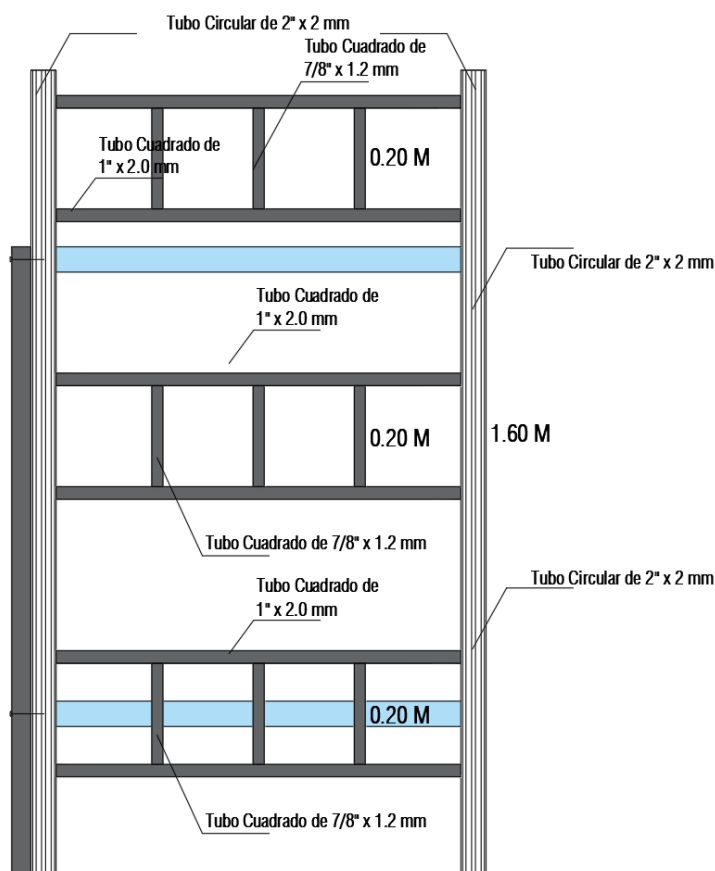 Tubo Circular de 2" x 2 mm
Tubo Cuadrado de
7/8" x 1.2 mm
Tubo Cuadrado de
1" x 2.0 mm
0.20 M
Tubo Circular de 2" x 2 mm
Tubo Cuadrado de
1" x 2.0 mm
0.20 M
1.60 M
Tubo Cuadrado de 7/8" x 1.2 mm
Tubo Circular de 2" x 2 mm
Tubo Cuadrado de
1" x 2.0 mm
0.20 M
Tubo Cuadrado de 7/8" x 1.2 mm